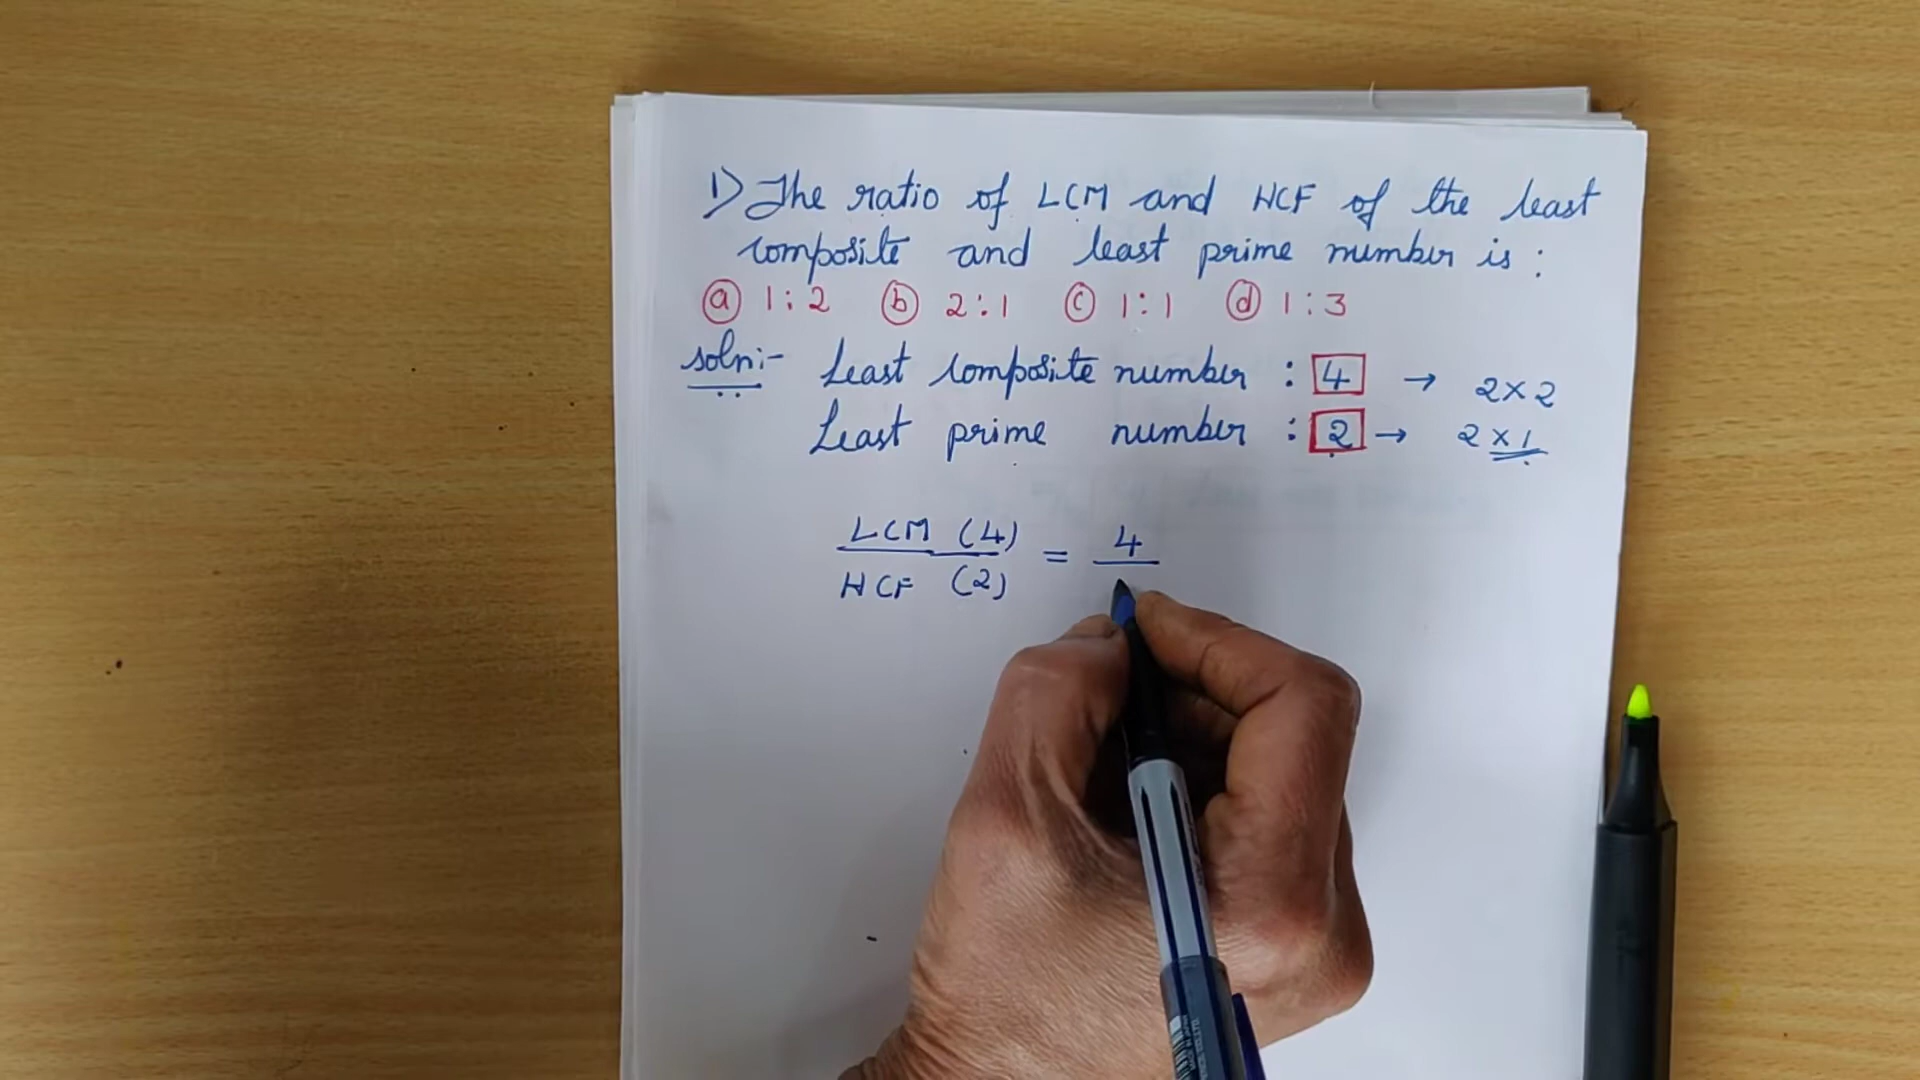 1) The ratio of LCM and HCF of the least
composite and least prime number is :
(a) 1:2 (b) 2:1 (c) 1:1 (d) 1:3
soln:- Least composite number : 4 → 2×2
Least prime number : 2 → 2×1
LCM (4) / HCF (2) = 4 /